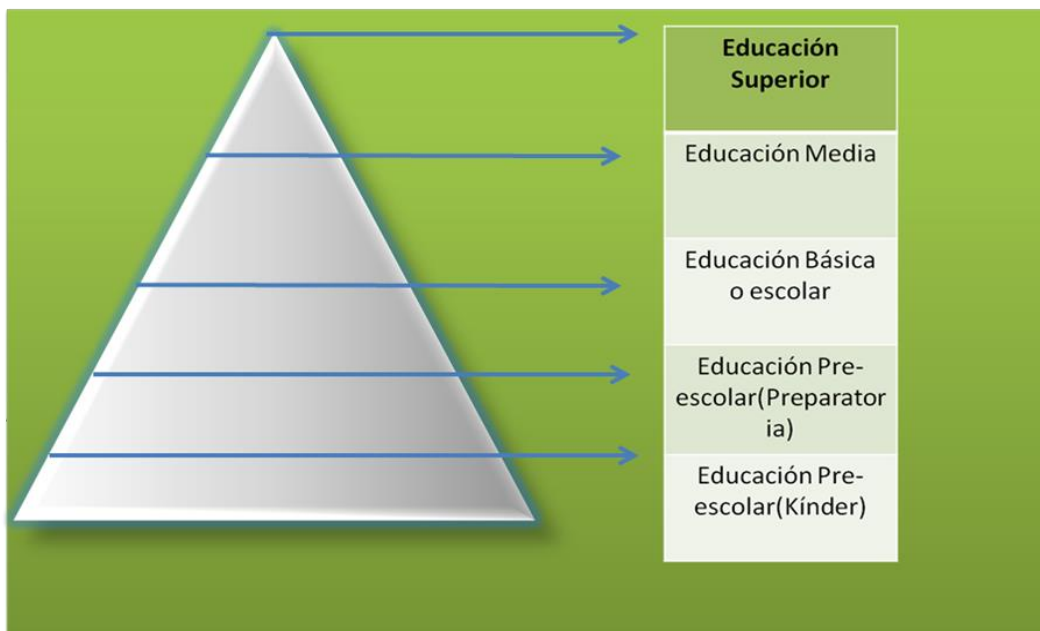 Educación
Superior
Educación Media
Educación Básica
o escolar
Educación Pre-
escolar(Preparator
ia)
Educación Pre-
escolar(Kínder)